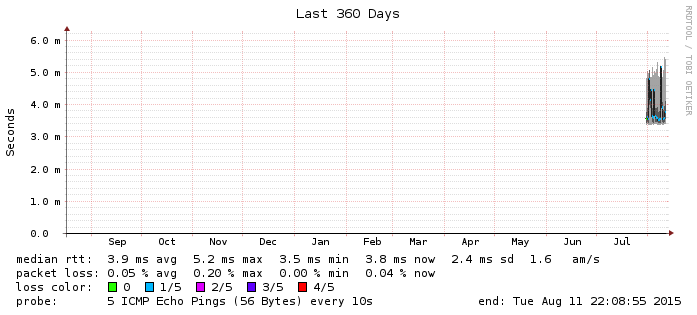 Last 360 Days
RRDTOOL / TOBI OETIKER
6.0 m
5.0 m
4.0 m
3.0 m
2.0 m
1.0 m
0.0
Seconds
Sep Oct Nov Dec Jan Feb Mar Apr May Jun Jul
median rtt: 3.9 ms avg 5.2 ms max 3.5 ms min 3.8 ms now 2.4 ms sd 1.6 am/s
packet loss: 0.05 % avg 0.20 % max 0.00 % min 0.04 % now
loss color: 0 1/5 2/5 3/5 4/5
probe: 5 ICMP Echo Pings (56 Bytes) every 10s end: Tue Aug 11 22:08:55 2015